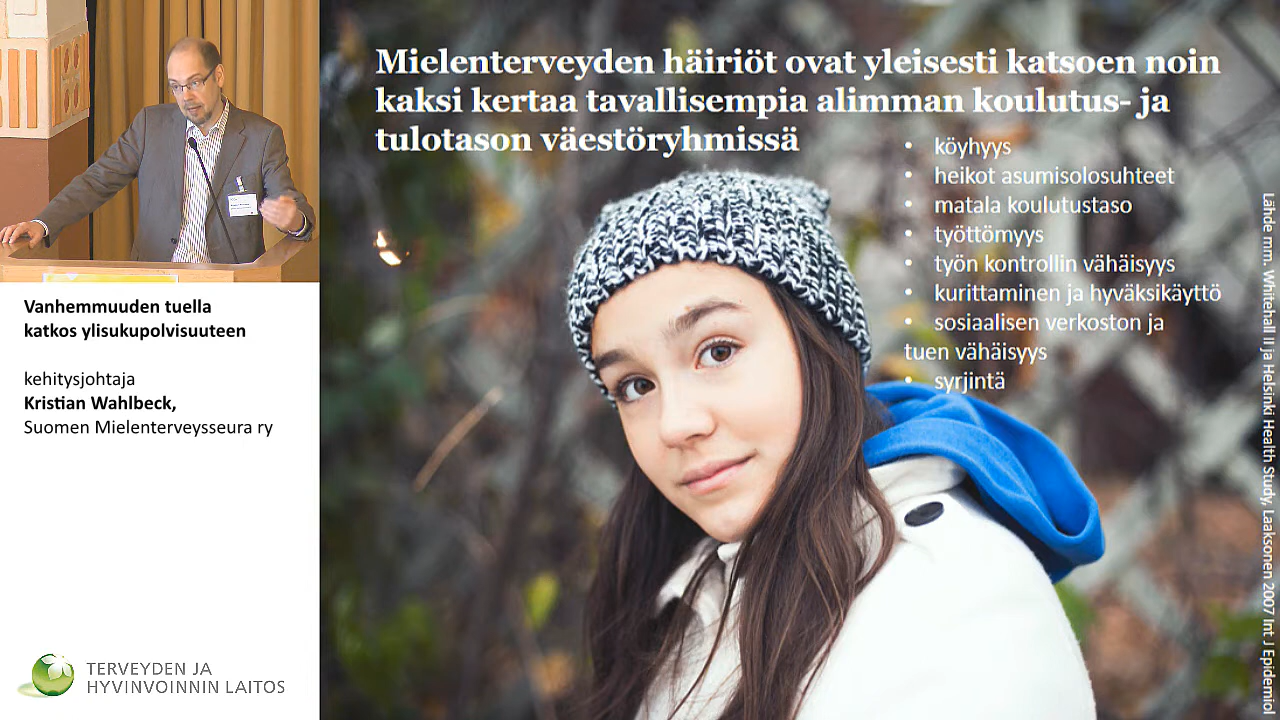 Mielenterveyden häiriöt ovat yleisesti katsoen noin
kaksi kertaa tavallisempia alimman koulutus- ja
tulotason väestöryhmissä
• köyhyys
• heikot asumisolosuhteet
• matala koulutustaso
• työttömyys
• työn kontrollin vähäisyys
• kurittaminen ja hyväksikäyttö
• sosiaalisen verkoston ja
tuen vähäisyys
• syrjintä
Lähde mm. Whitehall II ja Helsinki Health Study, Laaksonen 2007 Int J Epidemiol
Vanhemmuuden tuella
katkos ylisukupolvisuuteen
kehitysjohtaja
Kristian Wahlbeck,
Suomen Mielenterveysseura ry
TERVEYDEN JA
HYVINVOINNIN LAITOS